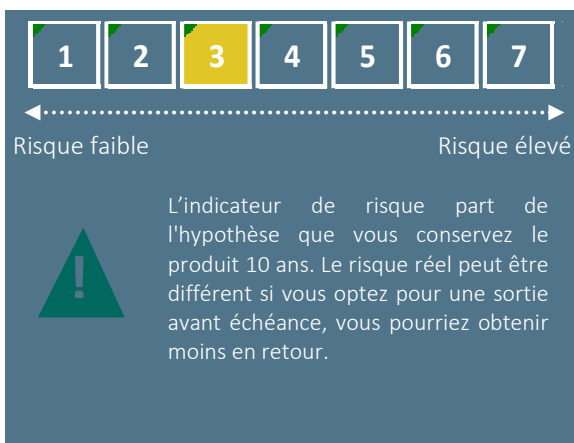 1 2 3 4 5 6 7
Risque faible Risque élevé
L’indicateur de risque part de
l'hypothèse que vous conservez le
produit 10 ans. Le risque réel peut être
différent si vous optez pour une sortie
avant échéance, vous pourriez obtenir
moins en retour.
!